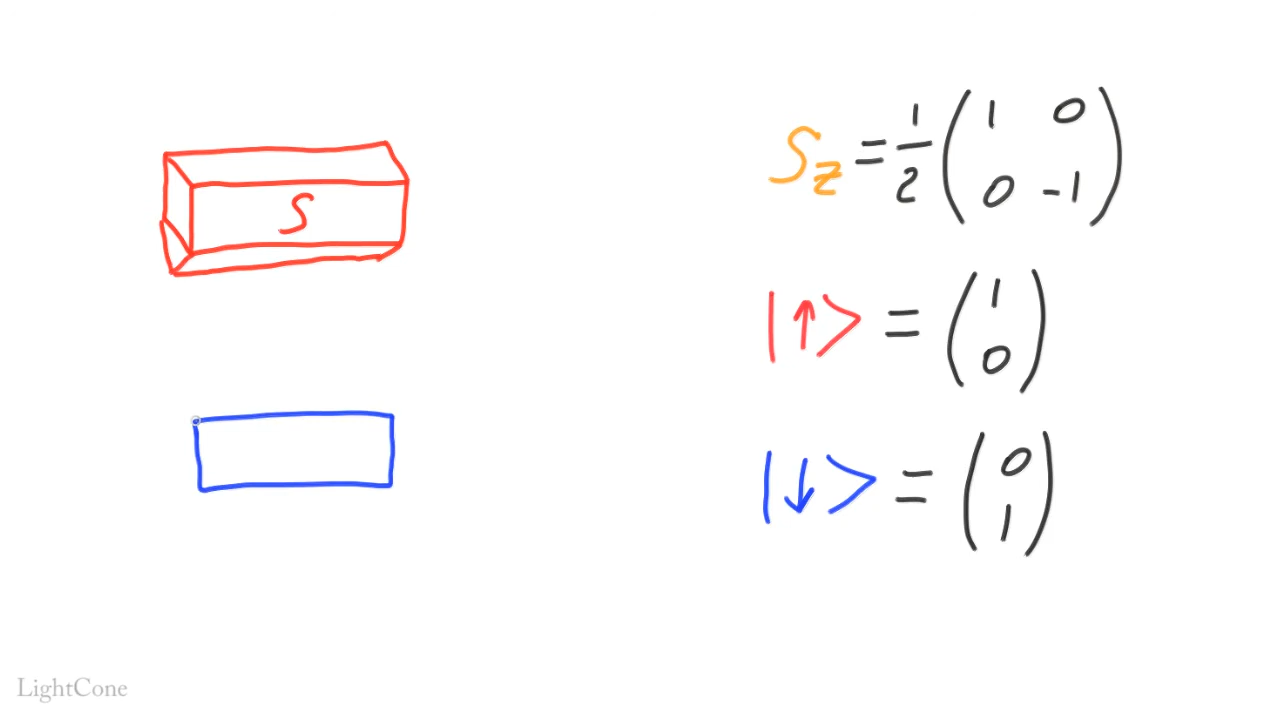 S
S_z = 1/2 (1 0
0 -1)
|↑> = (1
0)
|↓> = (0
1)
LightCone